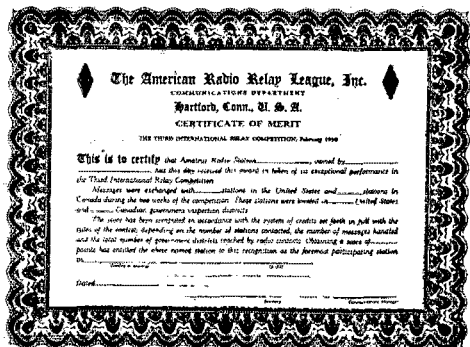 The American Radio Relay League, Inc.
COMMUNICATIONS DEPARTMENT
Hartford, Conn., U. S. A.
CERTIFICATE OF MERIT
THE THIRD INTERNATIONAL RELAY COMPETITION, February 1930
This is to certify that Amateur Radio Station owned by
has this day received this award in token of its exceptional performance in
the Third International Relay Competition
Messages were exchanged with stations in the United States and stations in
Canada during the two weeks of the competition. These stations were located in United States
and Canadian government inspection districts
The score has been computed in accordance with the system of credits set forth in full with the
rules of the contest, depending on the number of stations contacted, the number of messages handled
and the total number of government districts reached by radio contacts. Obtaining a score of
points has entitled the above named station to this recognition as the foremost participating station
in
Dated